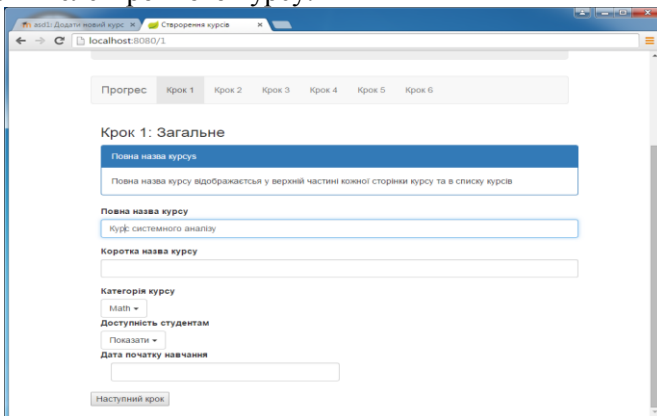 asd1: Додати новий курс
Створення курсів
localhost:8080/1
Прогрес Крок 1 Крок 2 Крок 3 Крок 4 Крок 5 Крок 6
Крок 1: Загальне
Повна назва курсуs
Повна назва курсу відображаєтсья у верхній частині кожної сторінки курсу та в списку курсів
Повна назва курсу
Курс системного аналізу
Коротка назва курсу
Категорія курсу
Math
Доступність студентам
Показати
Дата початку навчання
Наступний крок